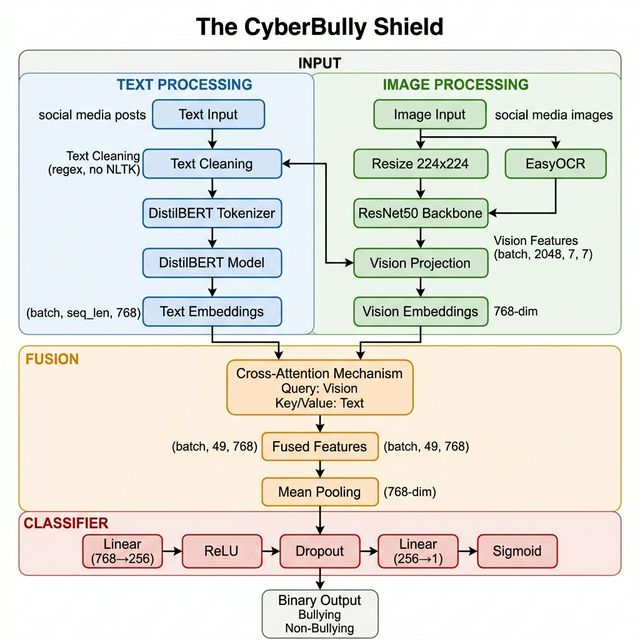 The CyberBully Shield
INPUT
TEXT PROCESSING
social media posts
Text Input
Text Cleaning
(regex, no NLTK)
Text Cleaning
DistilBERT Tokenizer
DistilBERT Model
(batch, seq_len, 768)
Text Embeddings
IMAGE PROCESSING
Image Input
social media images
Resize 224x224
EasyOCR
ResNet50 Backbone
Vision Features
(batch, 2048, 7, 7)
Vision Projection
Vision Embeddings
768-dim
FUSION
Cross-Attention Mechanism
Query: Vision
Key/Value: Text
(batch, 49, 768)
Fused Features
(batch, 49, 768)
Mean Pooling
(768-dim)
CLASSIFIER
Linear
(768→256)
ReLU
Dropout
Linear
(256→1)
Sigmoid
Binary Output
Bullying
Non-Bullying